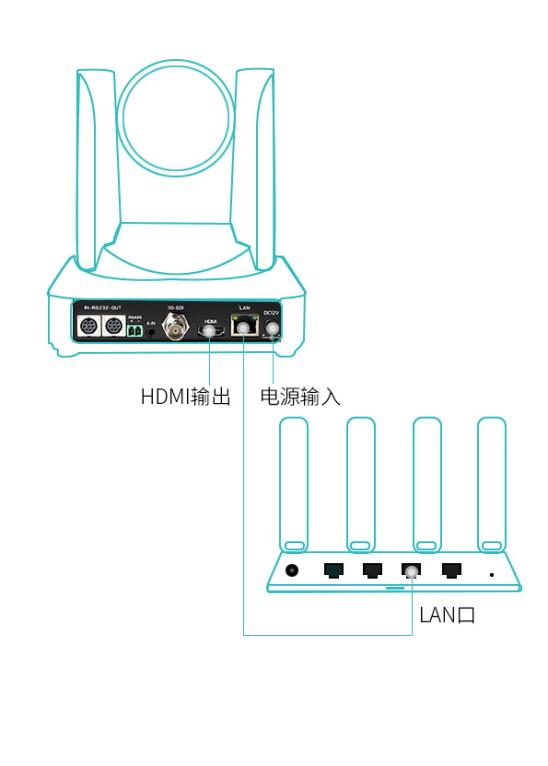 IN-RS232-OUT
RS485
+ -
A-IN
3G-SDI
HDMI
LAN
DC12V
HDMI输出
电源输入
LAN口